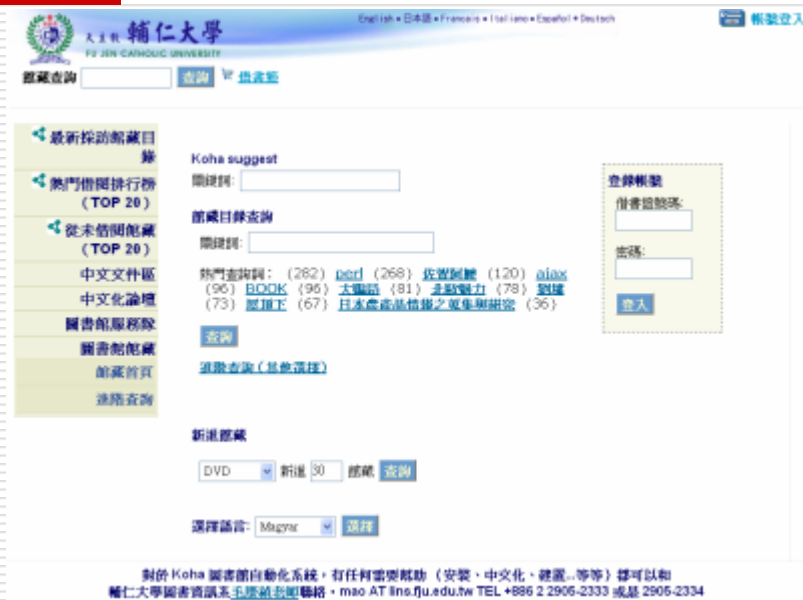 English • 日本語 • Francais • Italiano • Español • Deutsch
帳號登入
天主教 輔仁大學
FU JEN CATHOLIC UNIVERSITY
館藏查詢 查詢 借書籃
最新採訪館藏目錄
熱門借閱排行榜
(TOP 20)
從未借閱館藏
(TOP 20)
中文文件區
中文化論壇
圖書館服務隊
圖書館館藏
館藏首頁
進階查詢
Koha suggest
關鍵詞:
館藏目錄查詢
關鍵詞:
熱門查詢詞: (282) perl (268) 佐賀阿嬤 (120) ajax
(96) BOOK (96) 大腦 (81) 北歐魅力 (78) 劉墉
(73) 屋頂下 (67) 日本農產品情報之蒐集與研究 (36)
查詢
進階查詢(其他選擇)
新進館藏
DVD 新進 30 館藏 查詢
選擇語言: Magyar 選擇
登錄帳號
借書證號碼:
密碼:
登入
對於 Koha 圖書館自動化系統,有任何需要幫助 (安裝、中文化、建置...等等) 都可以和
輔仁大學圖書資訊系毛慶禎老師聯絡,mao AT lins.fju.edu.tw TEL +886 2 2905-2333 或是 2905-2334